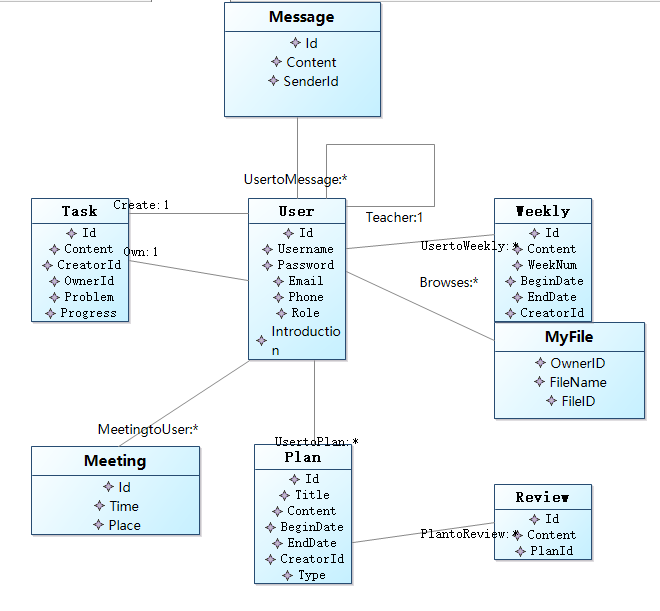 Message
Id
Content
SenderId
UsertoMessage:*
Teacher:1
Task
Id
Content
CreatorId
OwnerId
Problem
Progress
Create:1
Own:1
User
Id
Username
Password
Email
Phone
Role
Introductio
n
UsertoWeekly:*
Browses:*
Weekly
Id
Content
WeekNum
BeginDate
EndDate
CreatorId
MyFile
OwnerID
FileName
FileID
MeetingtoUser:*
Meeting
Id
Time
Place
UsertoPlan:*
Plan
Id
Title
Content
BeginDate
EndDate
CreatorId
Type
PlantoReview:*
Review
Id
Content
PlanId